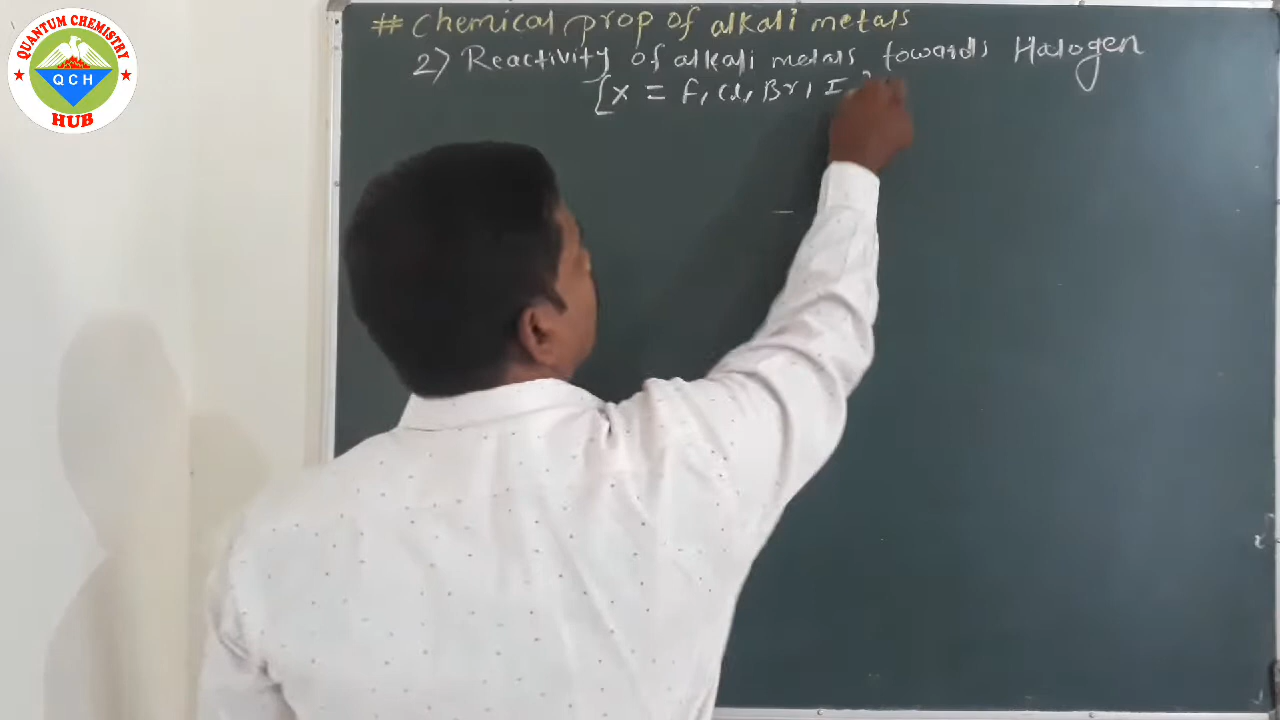 QUANTUM CHEMISTRY
QCH
HUB
# Chemical prop of alkali metals
2) Reactivity of alkali metals towards Halogen
[X = F, Cl, Br, I,